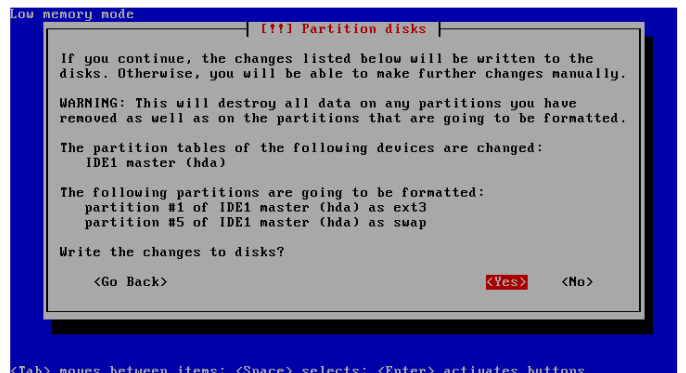 Low memory mode
[!!] Partition disks
If you continue, the changes listed below will be written to the
disks. Otherwise, you will be able to make further changes manually.
WARNING: This will destroy all data on any partitions you have
removed as well as on the partitions that are going to be formatted.
The partition tables of the following devices are changed:
IDE1 master (hda)
The following partitions are going to be formatted:
partition #1 of IDE1 master (hda) as ext3
partition #5 of IDE1 master (hda) as swap
Write the changes to disks?
<Go Back> <Yes> <No>
<Tab> moves between items; <Space> selects; <Enter> activates buttons